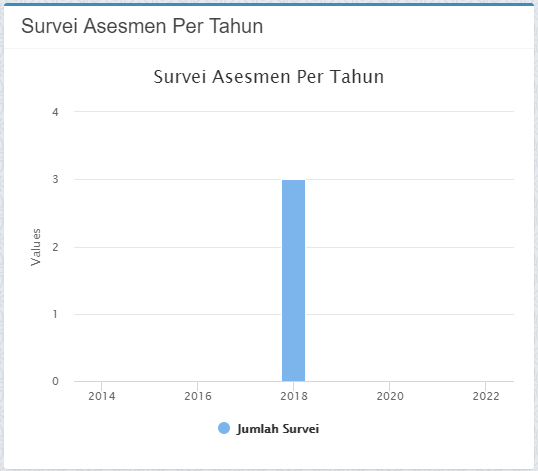 Survei Asesmen Per Tahun
Survei Asesmen Per Tahun
4
3
2
1
0
Values
2014 2016 2018 2020 2022
Jumlah Survei